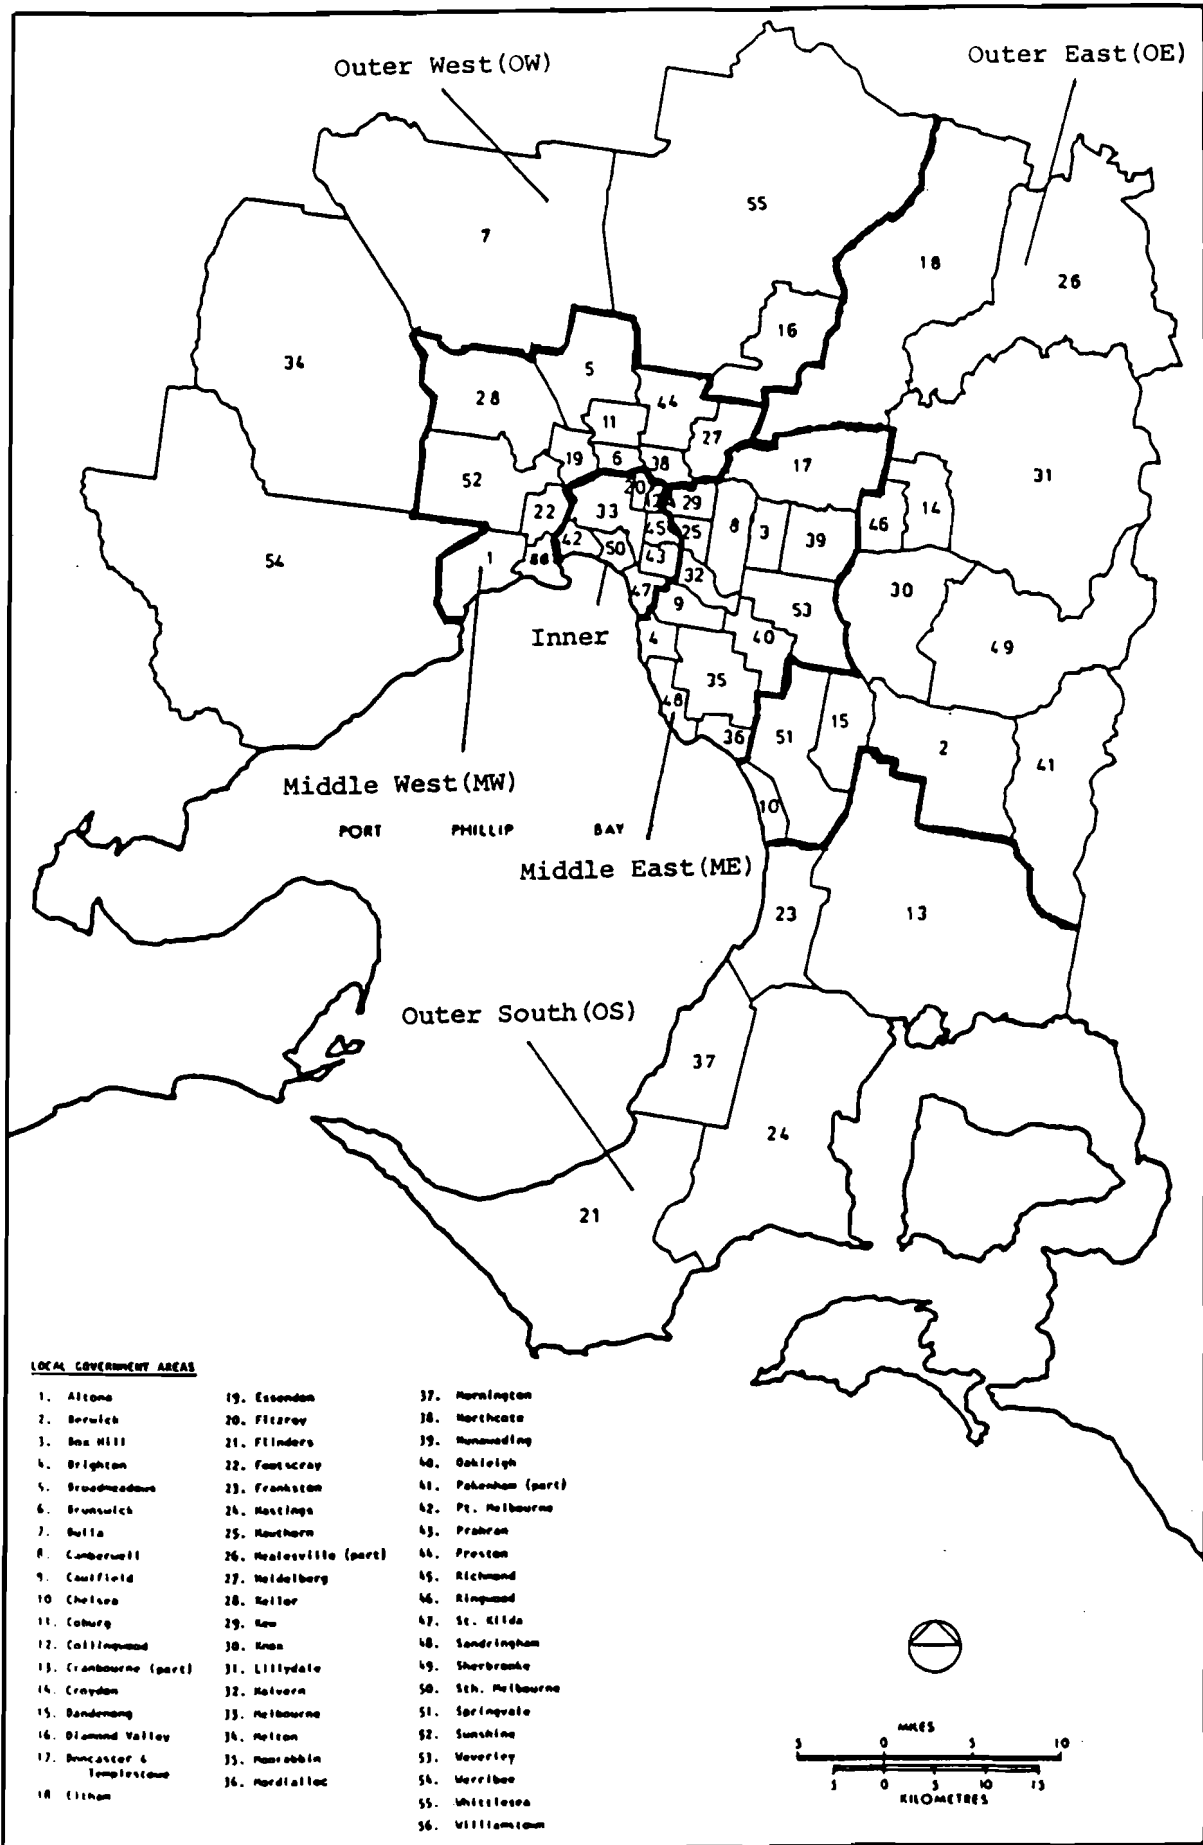 Outer West(OW)
Outer East(OE)
55
7
18
26
16
34
5
28
44
11
27
31
19
6
38
17
52
20
14
33
29
46
22
8
3
39
45
25
42
50
43
54
1
32
30
47
9
53
Inner
4
40
49
35
48
15
36
51
2
41
Middle West(MW)
10
PORT PHILLIP BAY
Middle East(ME)
23
13
Outer South(OS)
37
24
21
LOCAL GOVERNMENT AREAS
1. Altona
2. Berwick
3. Box Hill
4. Brighton
5. Broadmeadows
6. Brunswick
7. Bulla
8. Camberwell
9. Caulfield
10 Chelsea
11. Coburg
12. Collingwood
13. Cranbourne (part)
14. Croydon
15. Dandenong
16. Diamond Valley
17. Doncaster &
Templestowe
18 Eltham
19. Essendon
20. Fitzroy
21. Flinders
22. Footscray
23. Frankston
24. Hastings
25. Hawthorn
26. Healesville (part)
27. Heidelberg
28. Keilor
29. Kew
30. Knox
31. Lillydale
32. Malvern
33. Melbourne
34. Melton
35. Moorabbin
36. Mordialloc
37. Mornington
38. Northcote
39. Nunawading
40. Oakleigh
41. Pakenham (part)
42. Pt. Melbourne
43. Prahran
44. Preston
45. Richmond
46. Ringwood
47. St. Kilda
48. Sandringham
49. Sherbrooke
50. Sth. Melbourne
51. Springvale
52. Sunshine
53. Waverley
54. Werribee
55. Whittlesea
56. Williamstown
MILES
5 0 5 10
5 0 5 10 15
KILOMETRES